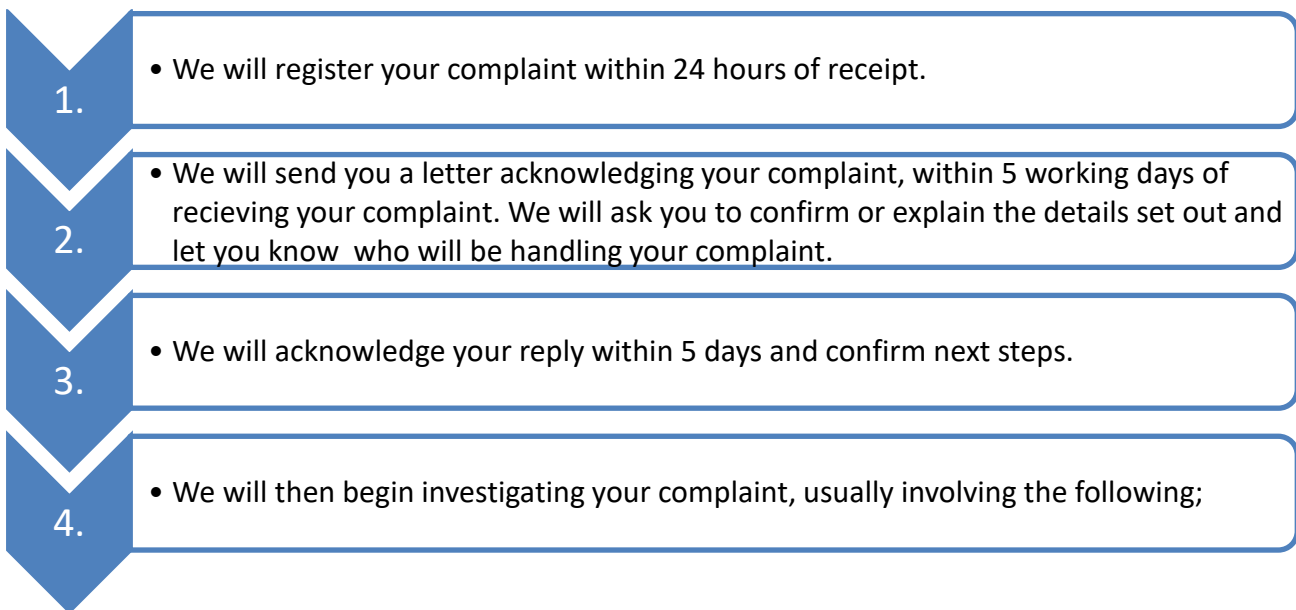 1.
• We will register your complaint within 24 hours of receipt.
2.
• We will send you a letter acknowledging your complaint, within 5 working days of
recieving your complaint. We will ask you to confirm or explain the details set out and
let you know  who will be handling your complaint.
3.
• We will acknowledge your reply within 5 days and confirm next steps.
4.
• We will then begin investigating your complaint, usually involving the following;